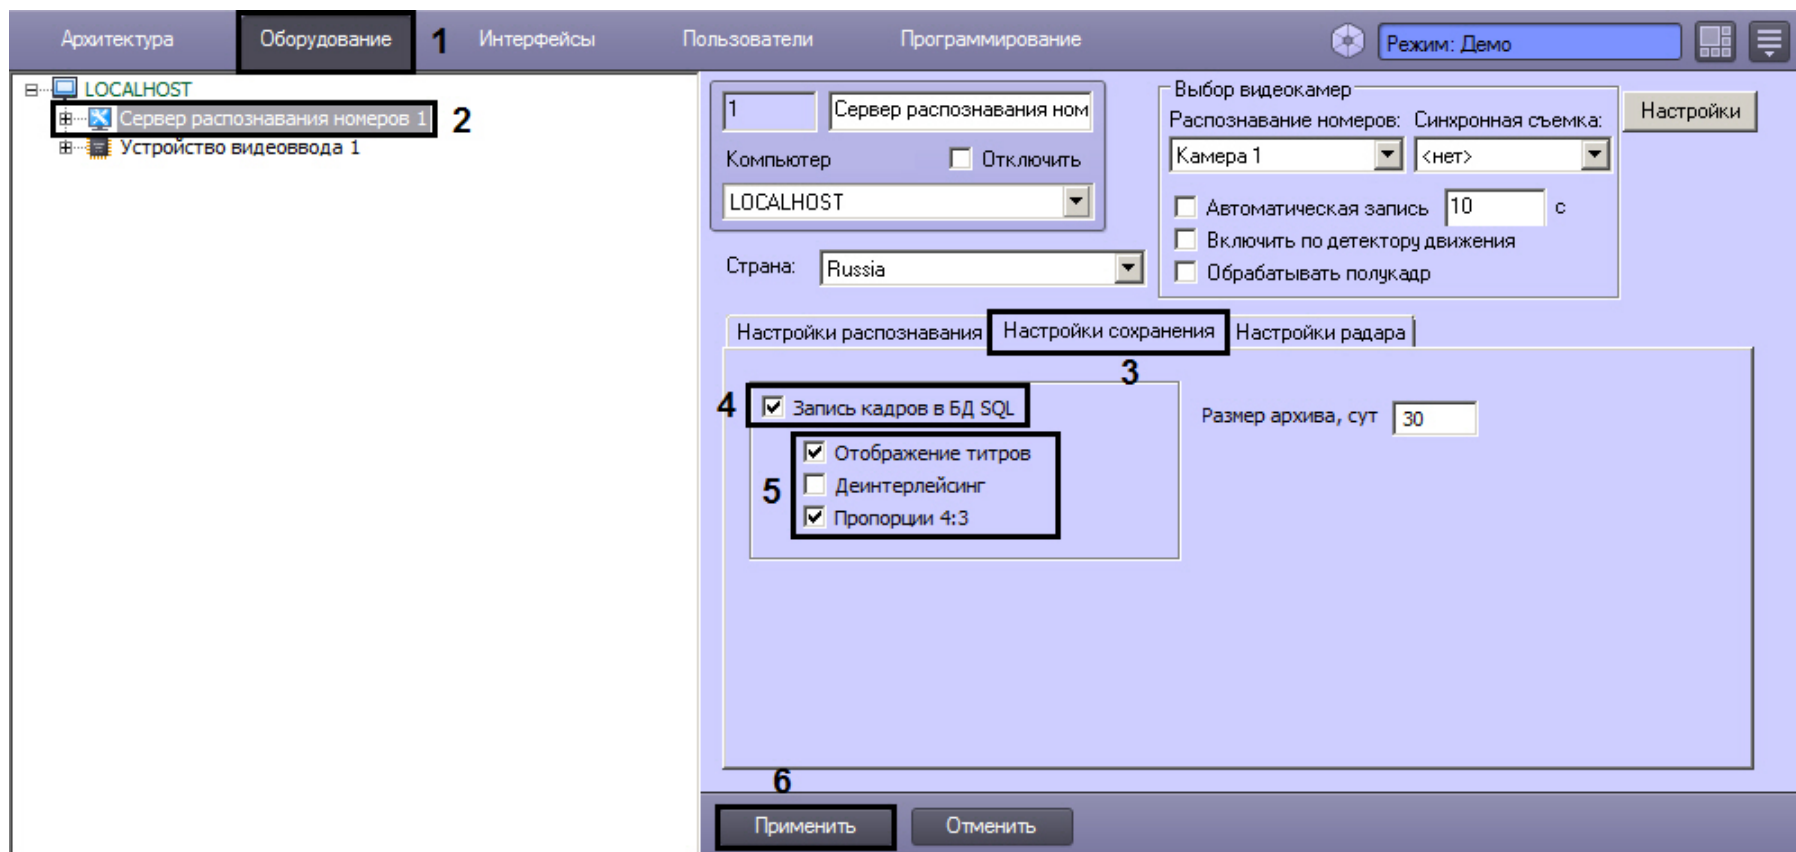 Архитектура Оборудование 1 Интерфейсы Пользователи Программирование Режим: Демо
LOCALHOST
Сервер распознавания номеров 1 2
Устройство видеоввода 1
1 Сервер распознавания ном
Компьютер Отключить
LOCALHOST
Страна: Russia
Выбор видеокамер
Распознавание номеров: Синхронная съемка:
Камера 1 <нет>
Автоматическая запись 10 с
Включить по детектору движения
Обрабатывать полукадр
Настройки
Настройки распознавания Настройки сохранения Настройки радара
3
4 Запись кадров в БД SQL
Размер архива, сут 30
Отображение титров
5 Деинтерлейсинг
Пропорции 4:3
6
Применить Отменить